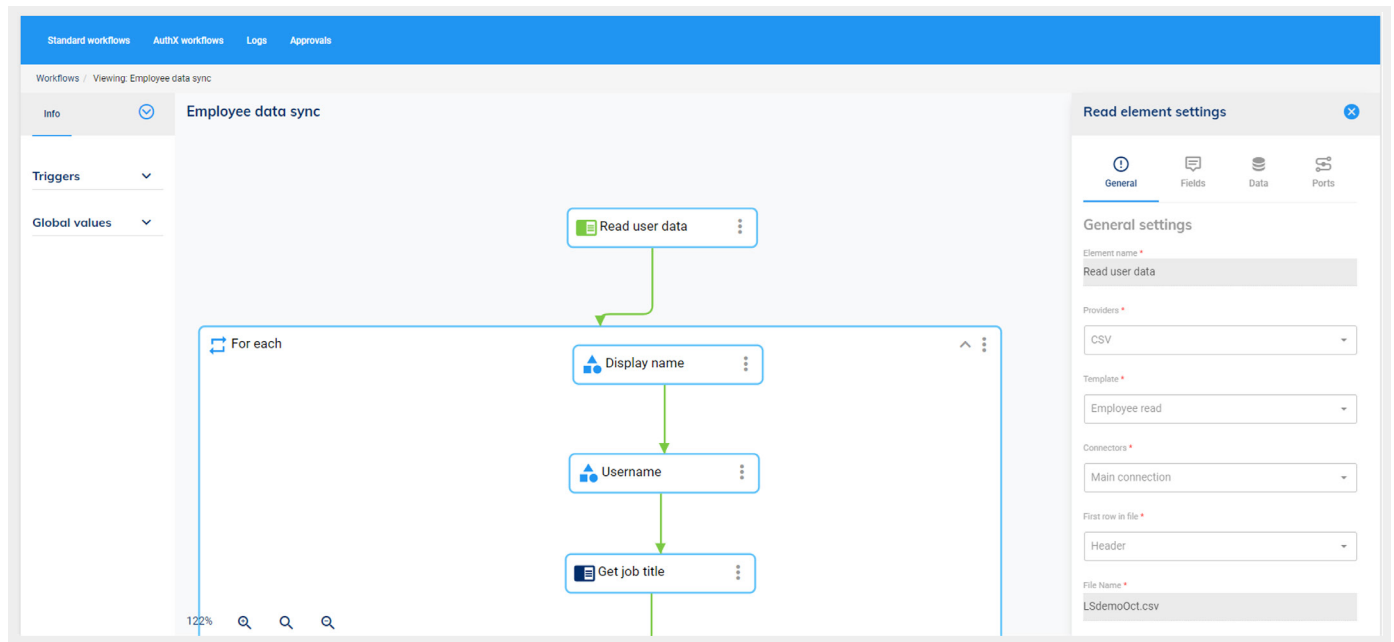 Standard workflows AuthX workflows Logs Approvals
Workflows / Viewing: Employee data sync
Info
Triggers
Global values
Employee data sync
Read user data
For each
Display name
Username
Get job title
122%
Read element settings
General Fields Data Ports
General settings
Element name *
Read user data
Providers *
CSV
Template *
Employee read
Connectors *
Main connection
First row in file *
Header
File Name *
LSdemoOct.csv